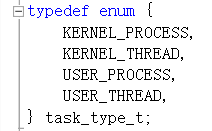 typedef enum {
KERNEL_PROCESS,
KERNEL_THREAD,
USER_PROCESS,
USER_THREAD,
} task_type_t;